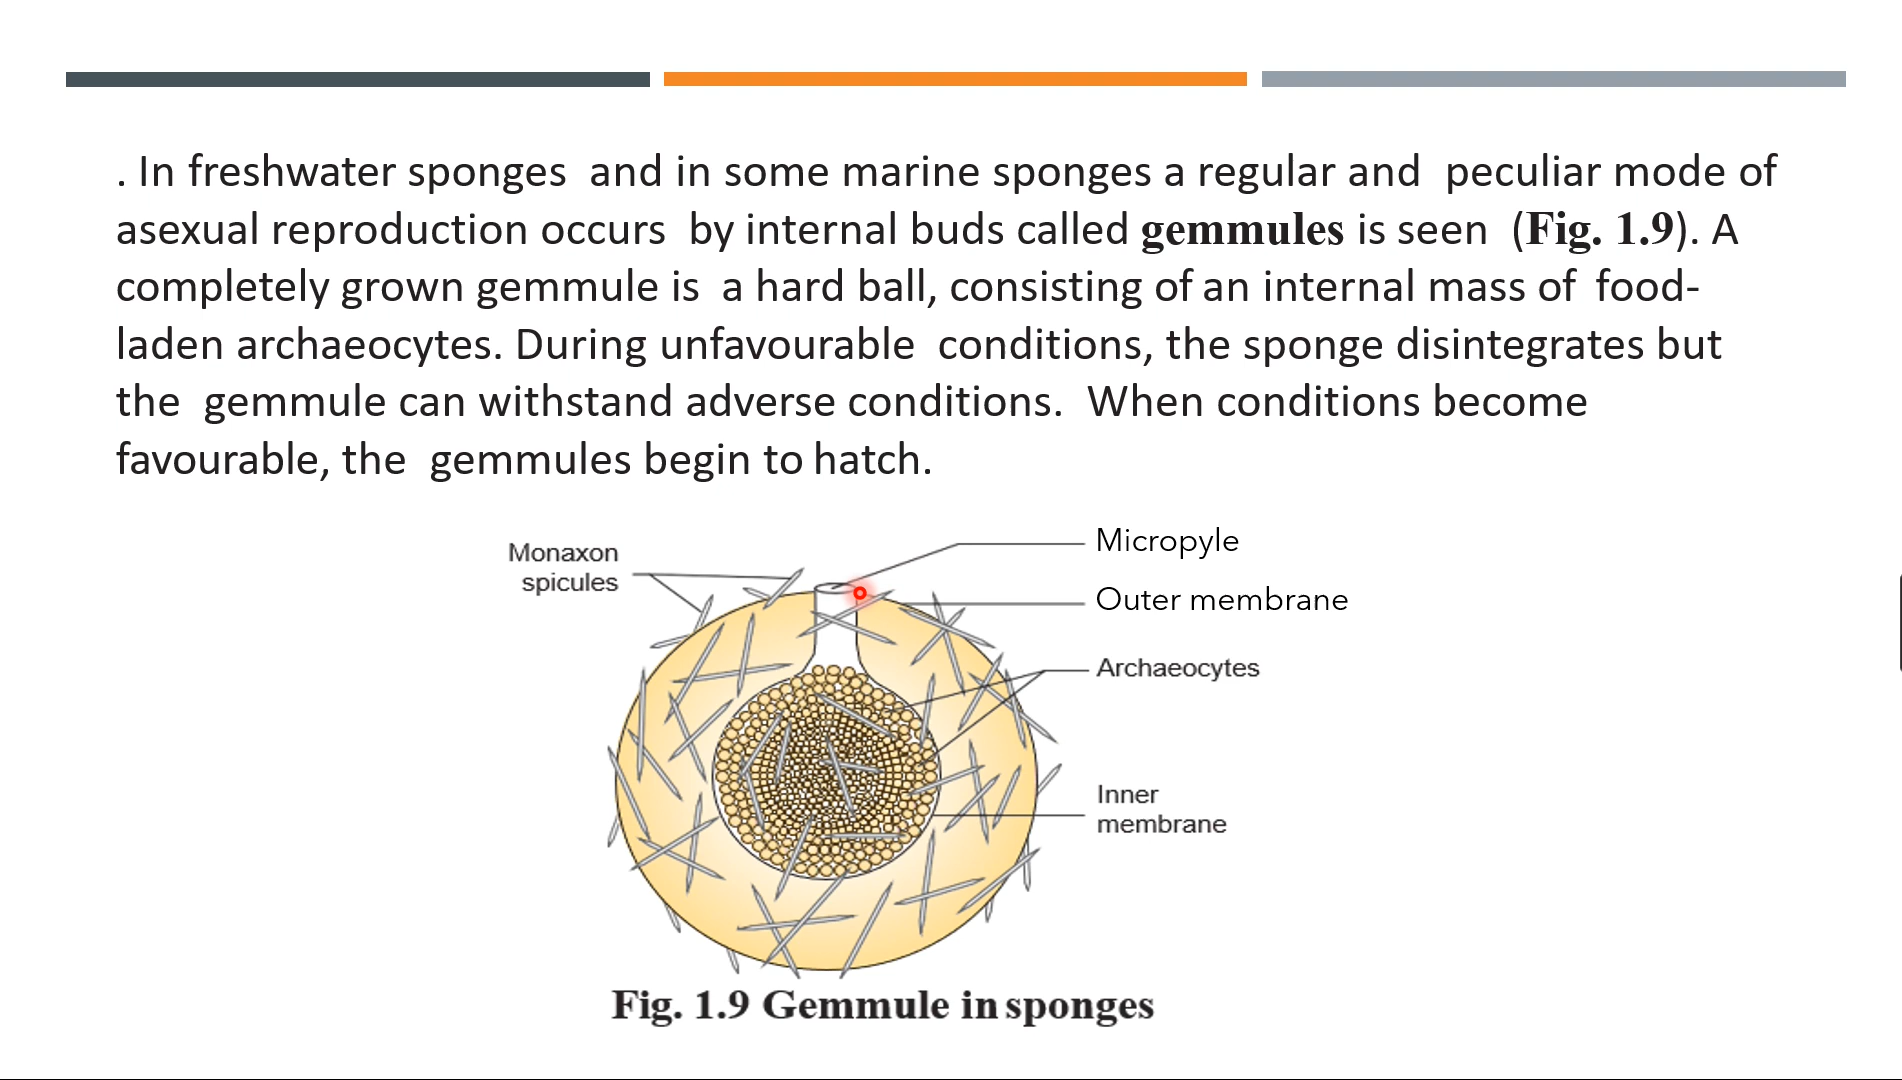 . In freshwater sponges and in some marine sponges a regular and peculiar mode of
asexual reproduction occurs by internal buds called gemmules is seen (Fig. 1.9). A
completely grown gemmule is a hard ball, consisting of an internal mass of food-
laden archaeocytes. During unfavourable conditions, the sponge disintegrates but
the gemmule can withstand adverse conditions. When conditions become
favourable, the gemmules begin to hatch.
Monaxon
spicules
Micropyle
Outer membrane
Archaeocytes
Inner
membrane
Fig. 1.9 Gemmule in sponges